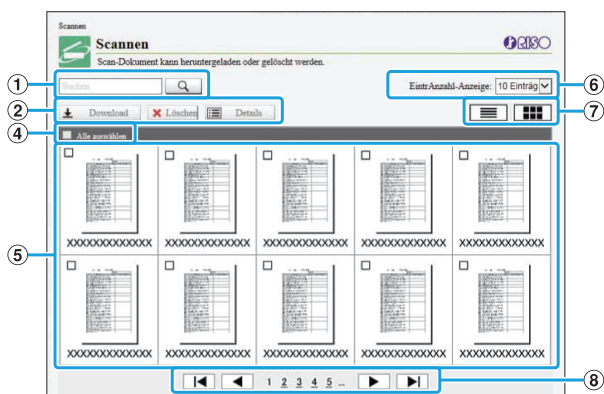 Scannen
Scannen
RISO
Scan-Dokument kann heruntergeladen oder gelöscht werden.
① Suchen EintrAnzahl-Anzeige: 10 Einträg ⑥
② Download Löschen Details ⑦
④ Alle auswählen
⑤
XXXXXXXXXXXXX XXXXXXXXXXXXX XXXXXXXXXXXXX XXXXXXXXXXXXX XXXXXXXXXXXXX
XXXXXXXXXXXXX XXXXXXXXXXXXX XXXXXXXXXXXXX XXXXXXXXXXXXX XXXXXXXXXXXXX
1 2 3 4 5 ... ⑧